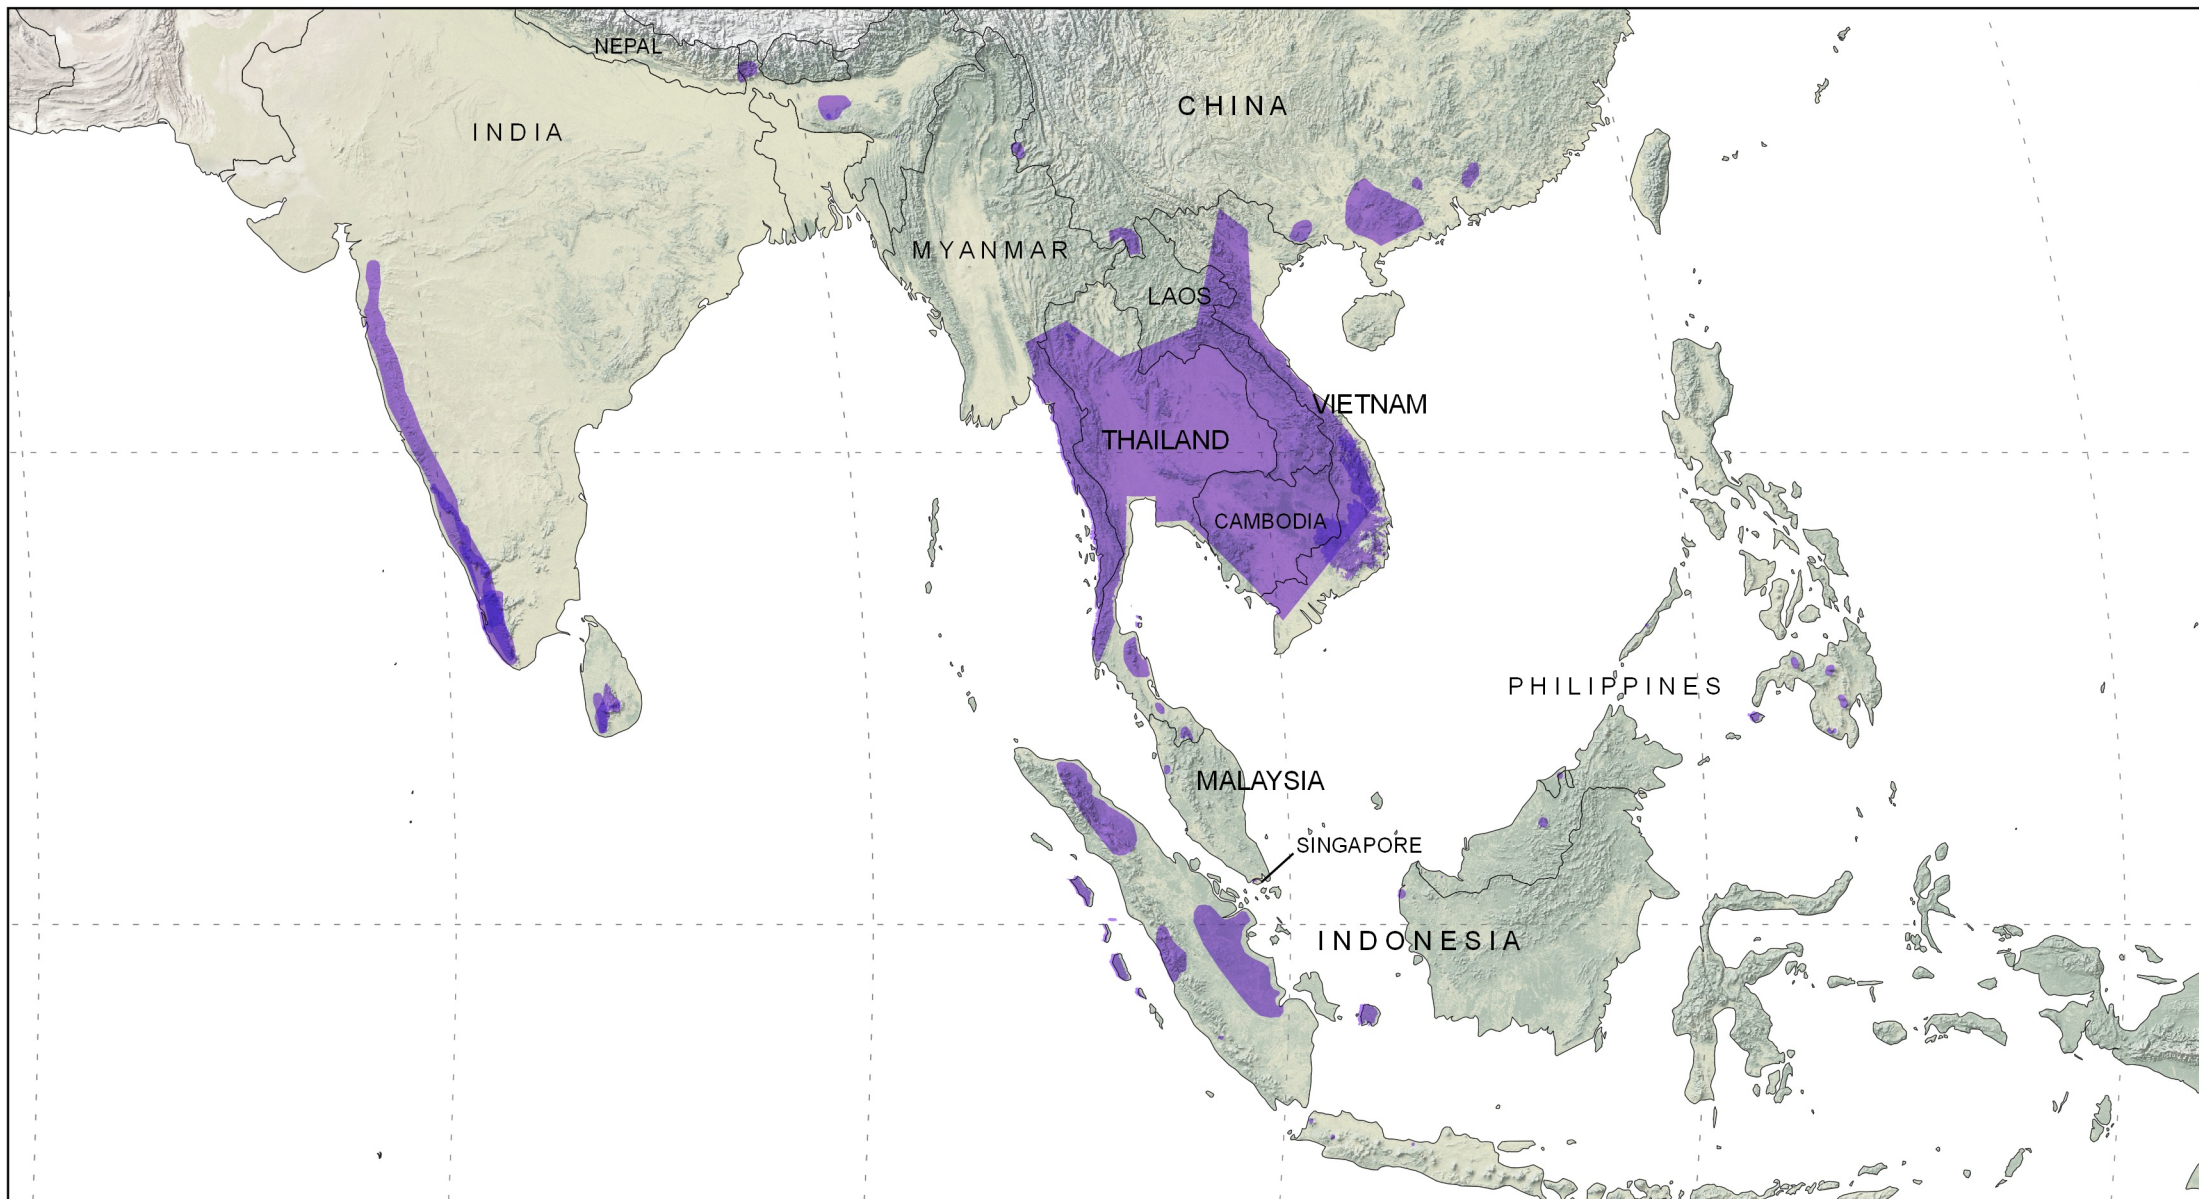 NEPAL
CHINA
INDIA
MYANMAR
LAOS
VIETNAM
THAILAND
CAMBODIA
PHILIPPINES
MALAYSIA
SINGAPORE
INDONESIA